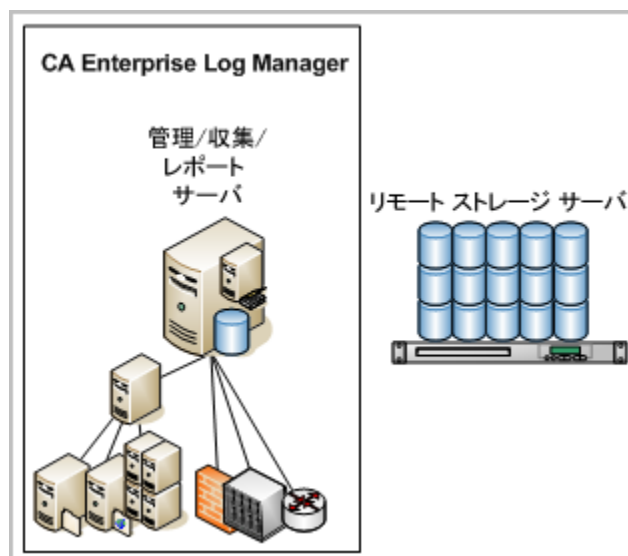 CA Enterprise Log Manager
管理/収集/
レポート
サーバ
リモート ストレージ サーバ